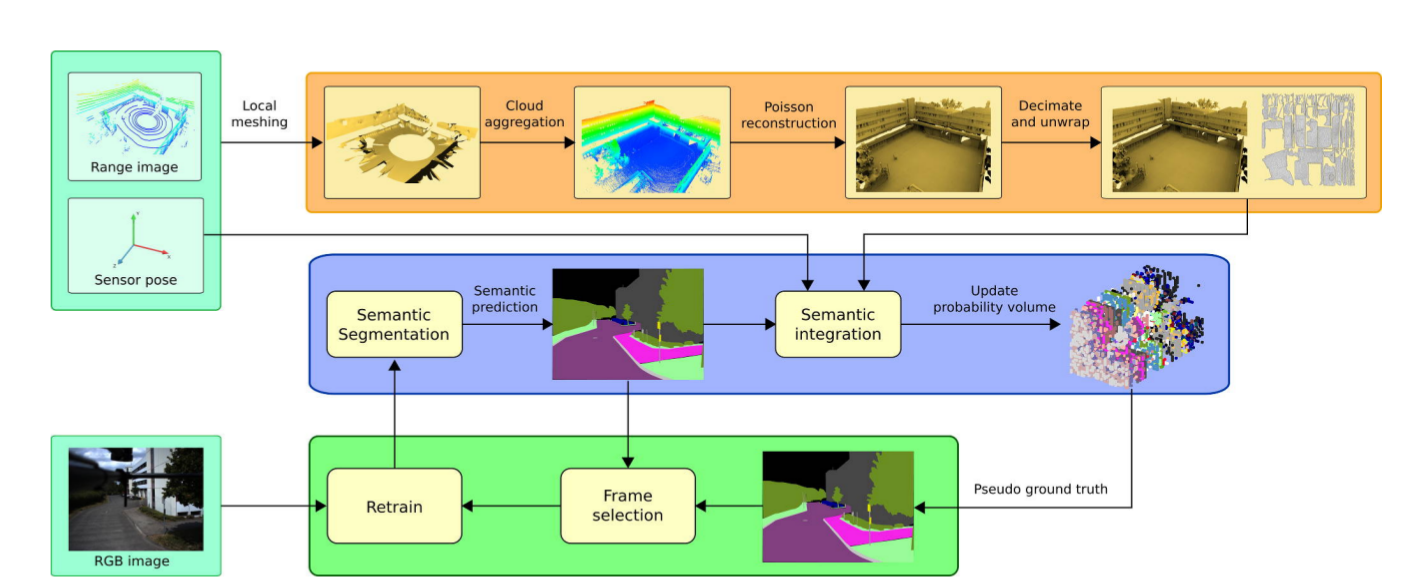 Range image
Local
meshing
Cloud
aggregation
Poisson
reconstruction
Decimate
and unwrap
Y
X
Z
Sensor pose
Semantic
Segmentation
Semantic
prediction
Semantic
integration
Update
probability volume
RGB image
Retrain
Frame
selection
Pseudo ground truth